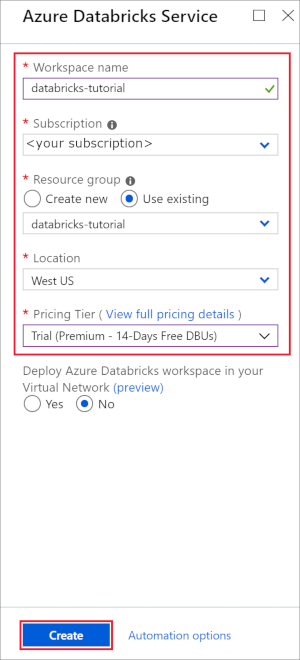 Azure Databricks Service
* Workspace name
databricks-tutorial
* Subscription
<your subscription>
* Resource group
Create new Use existing
databricks-tutorial
* Location
West US
* Pricing Tier ( View full pricing details )
Trial (Premium - 14-Days Free DBUs)
Deploy Azure Databricks workspace in your
Virtual Network (preview)
Yes No
Create Automation options